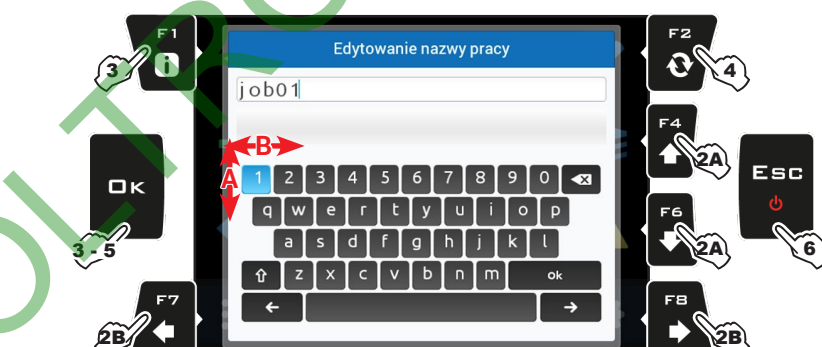 F1
3
Edytowanie nazwy pracy
F2
4
job01
F4
2A
B
A
1 2 3 4 5 6 7 8 9 0
q w e r t y u i o p
a s d f g h j k l
z x c v b n m ok
Ok
3 - 5
Esc
6
F6
2A
F7
2B
F8
2B